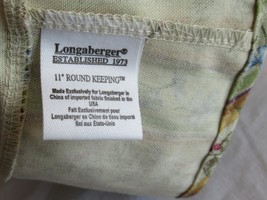 Longaberger®
ESTABLISHED 1973
11" ROUND KEEPING™
Made Exclusively for Longaberger in
China of imported fabric finished in the
USA
Fait Exclusivement pour
Longaberger en Chine de tissu importé
fini aux Etats-Unis